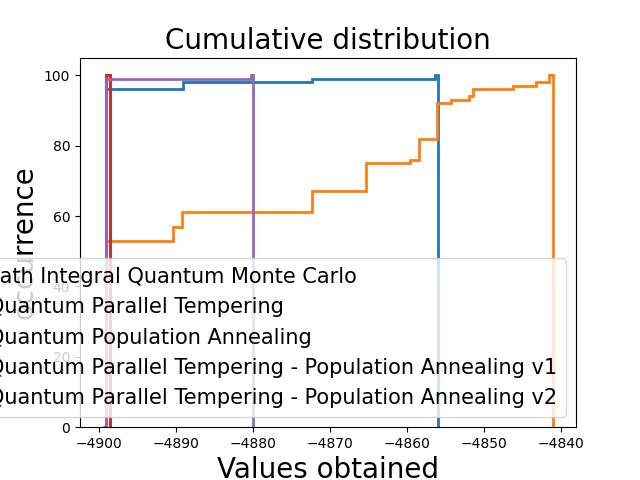 Cumulative distribution
100
80
60
40
20
0
occurrence
ath Integral Quantum Monte Carlo
Quantum Parallel Tempering
Quantum Population Annealing
Quantum Parallel Tempering - Population Annealing v1
Quantum Parallel Tempering - Population Annealing v2
−4900 −4890 −4880 −4870 −4860 −4850 −4840
Values obtained